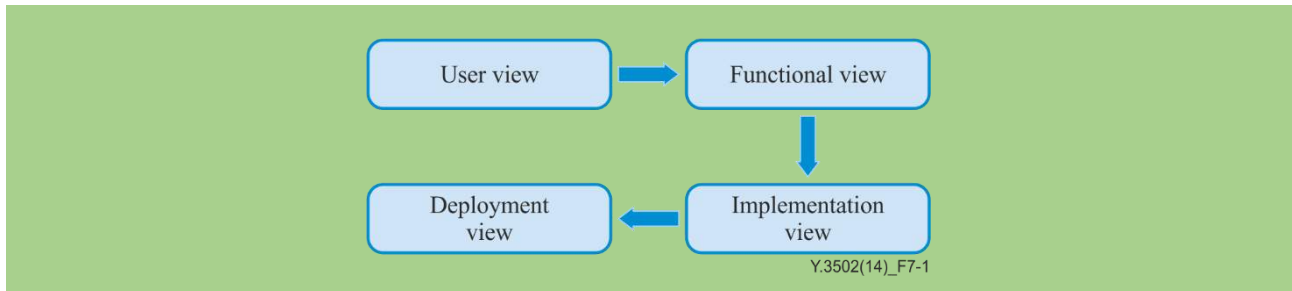 User view
Functional view
Deployment
view
Implementation
view
Y.3502(14)_F7-1